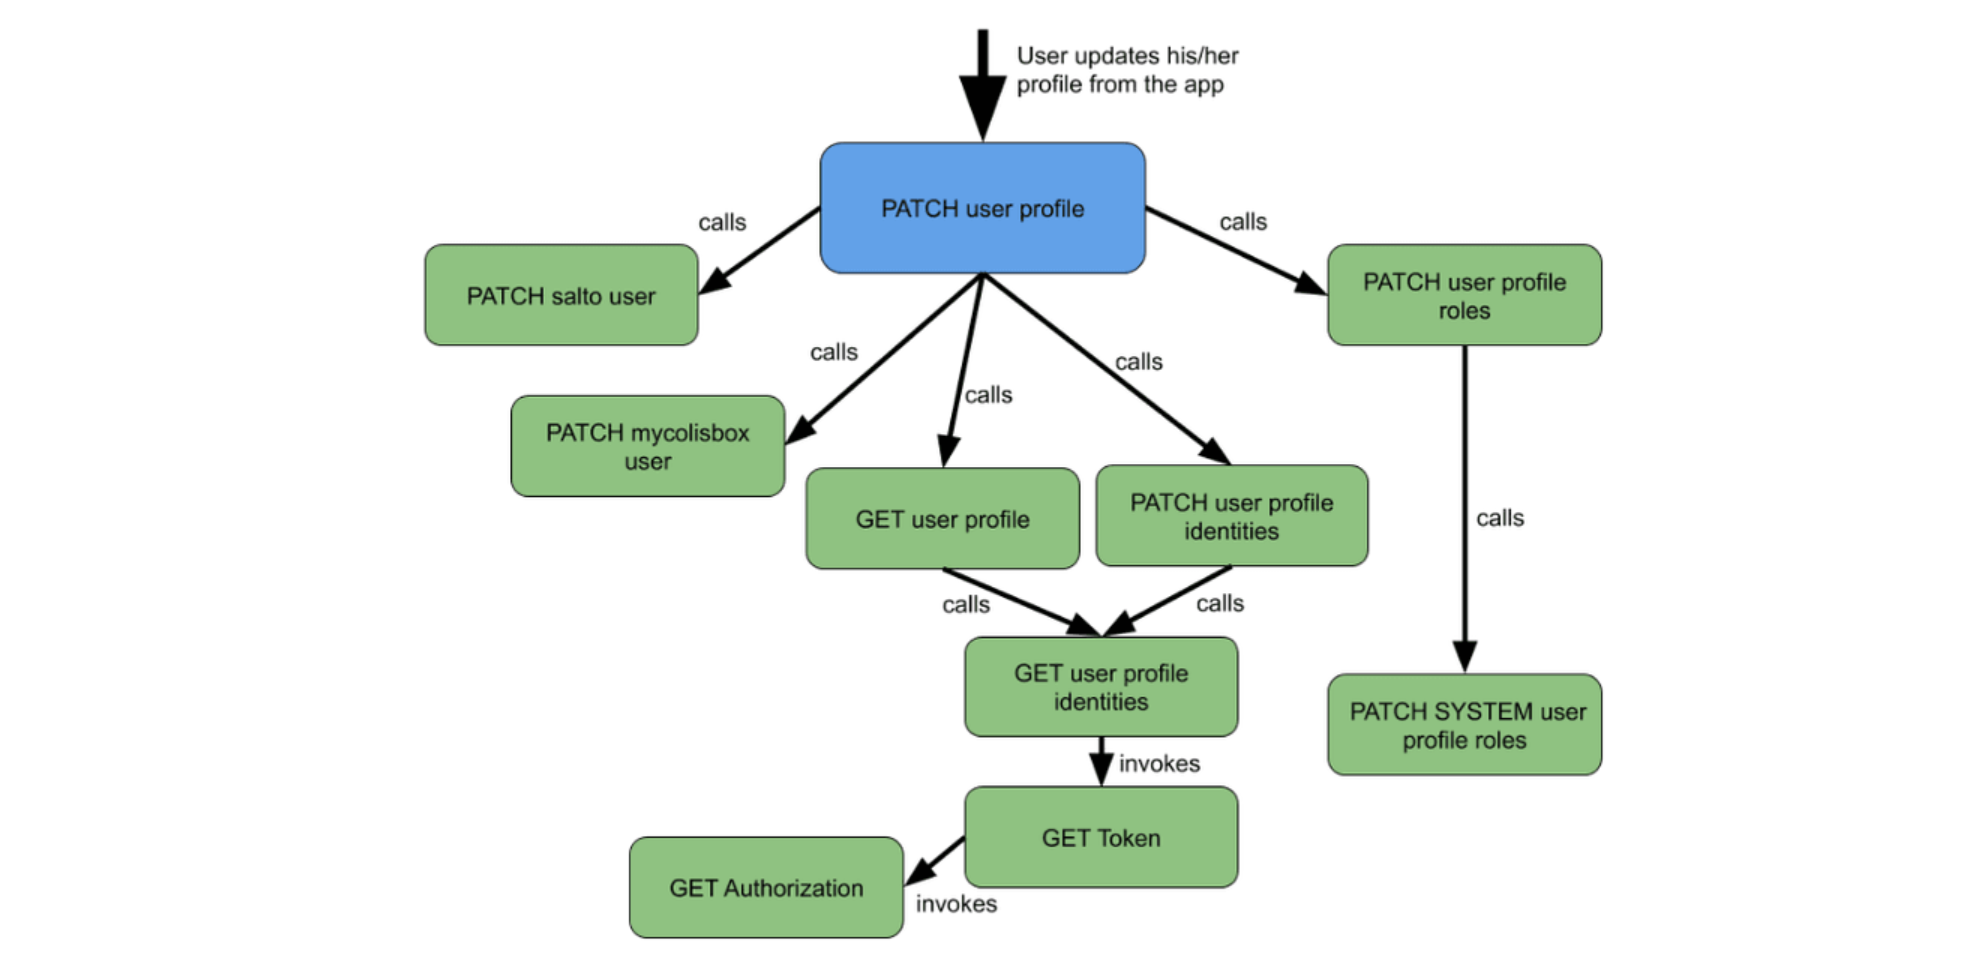 User updates his/her
profile from the app
PATCH user profile
calls
calls
PATCH salto user
PATCH user profile
roles
calls
calls
calls
PATCH mycolisbox
user
GET user profile
PATCH user profile
identities
calls
calls
calls
GET user profile
identities
PATCH SYSTEM user
profile roles
invokes
GET Token
GET Authorization
invokes